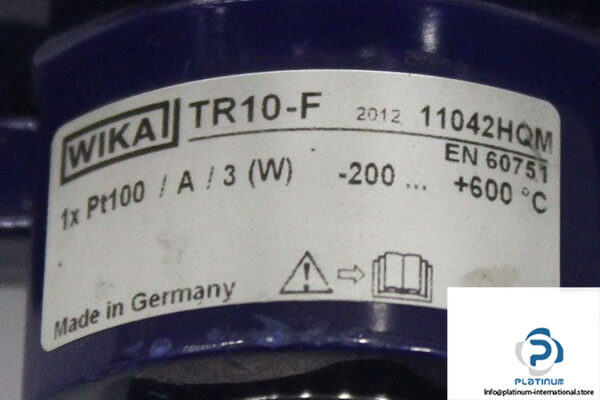 WIKA TR10-F 2012 11042HQM
EN 60751
1x Pt100 / A / 3 (W) -200 ... +600 °C
Made in Germany
PLATINUM
Info@platinum-international.store